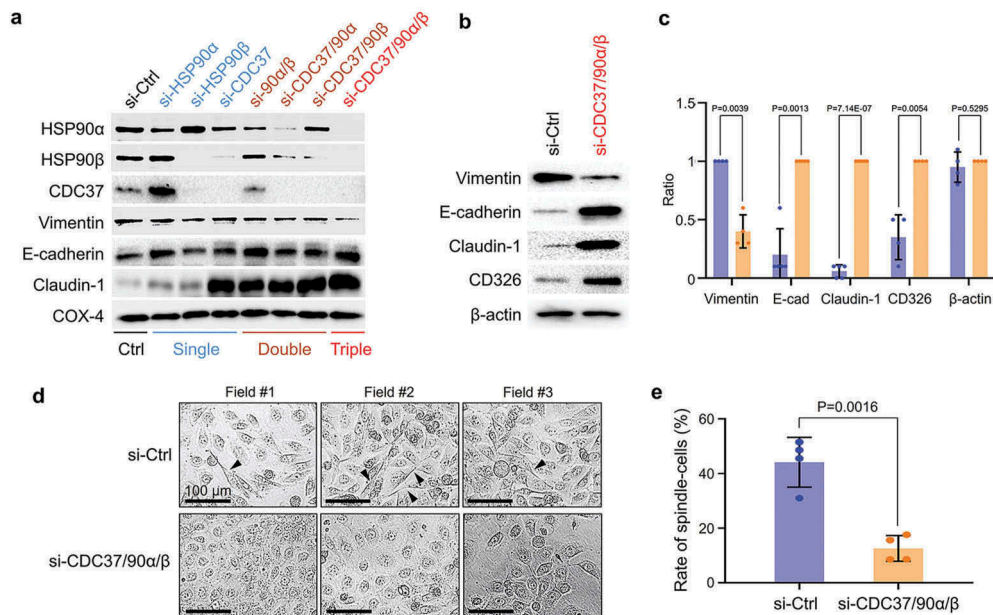 a
si-Ctrl
si-HSP90α
si-HSP90β
si-CDC37
si-90α/β
si-CDC37/90α
si-CDC37/90β
si-CDC37/90α/β
HSP90α
HSP90β
CDC37
Vimentin
E-cadherin
Claudin-1
COX-4
Ctrl Single Double Triple
b
si-Ctrl
si-CDC37/90α/β
Vimentin
E-cadherin
Claudin-1
CD326
β-actin
c
P=0.0039 P=0.0013 P=7.14E-07 P=0.0054 P=0.5295
Ratio
1.5
1
0.5
0
Vimentin E-cad Claudin-1 CD326 β-actin
d
Field #1 Field #2 Field #3
si-Ctrl
100 μm
si-CDC37/90α/β
e
P=0.0016
Rate of spindle-cells (%)
60
40
20
0
si-Ctrl si-CDC37/90α/β